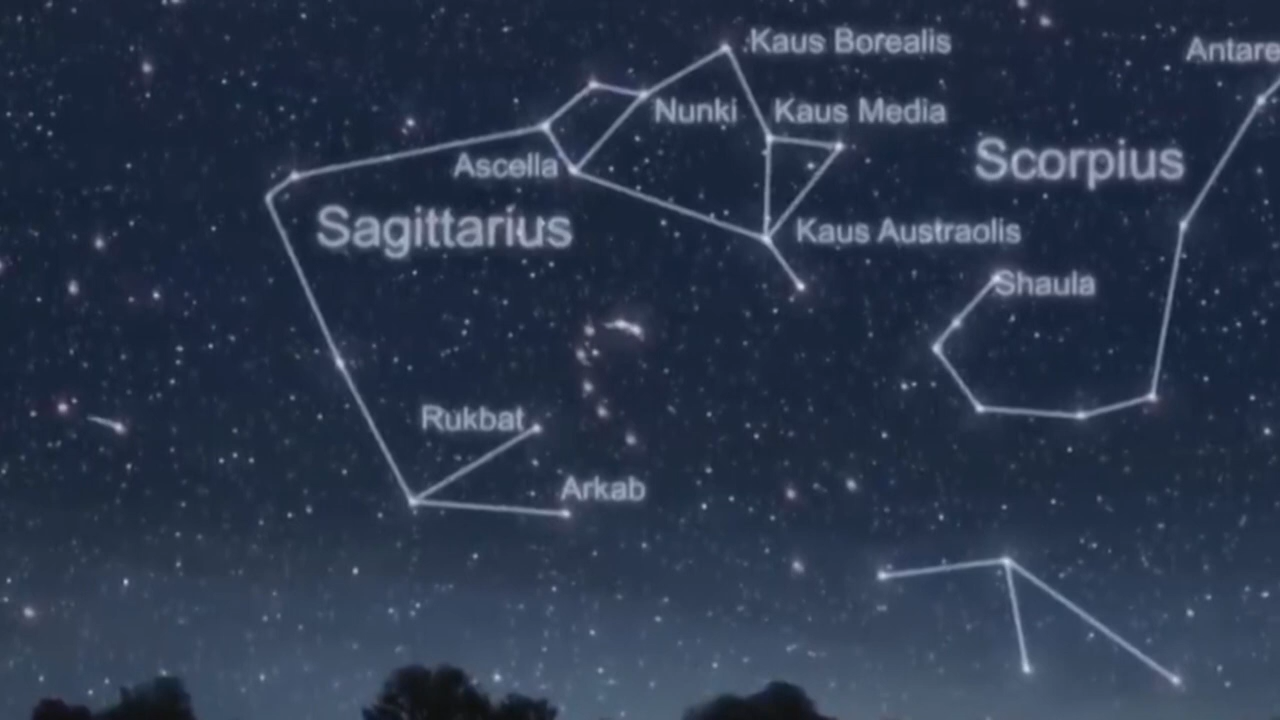 Kaus Borealis
Antare
Nunki
Kaus Media
Ascella
Scorpius
Sagittarius
Kaus Austraolis
Shaula
Rukbat
Arkab